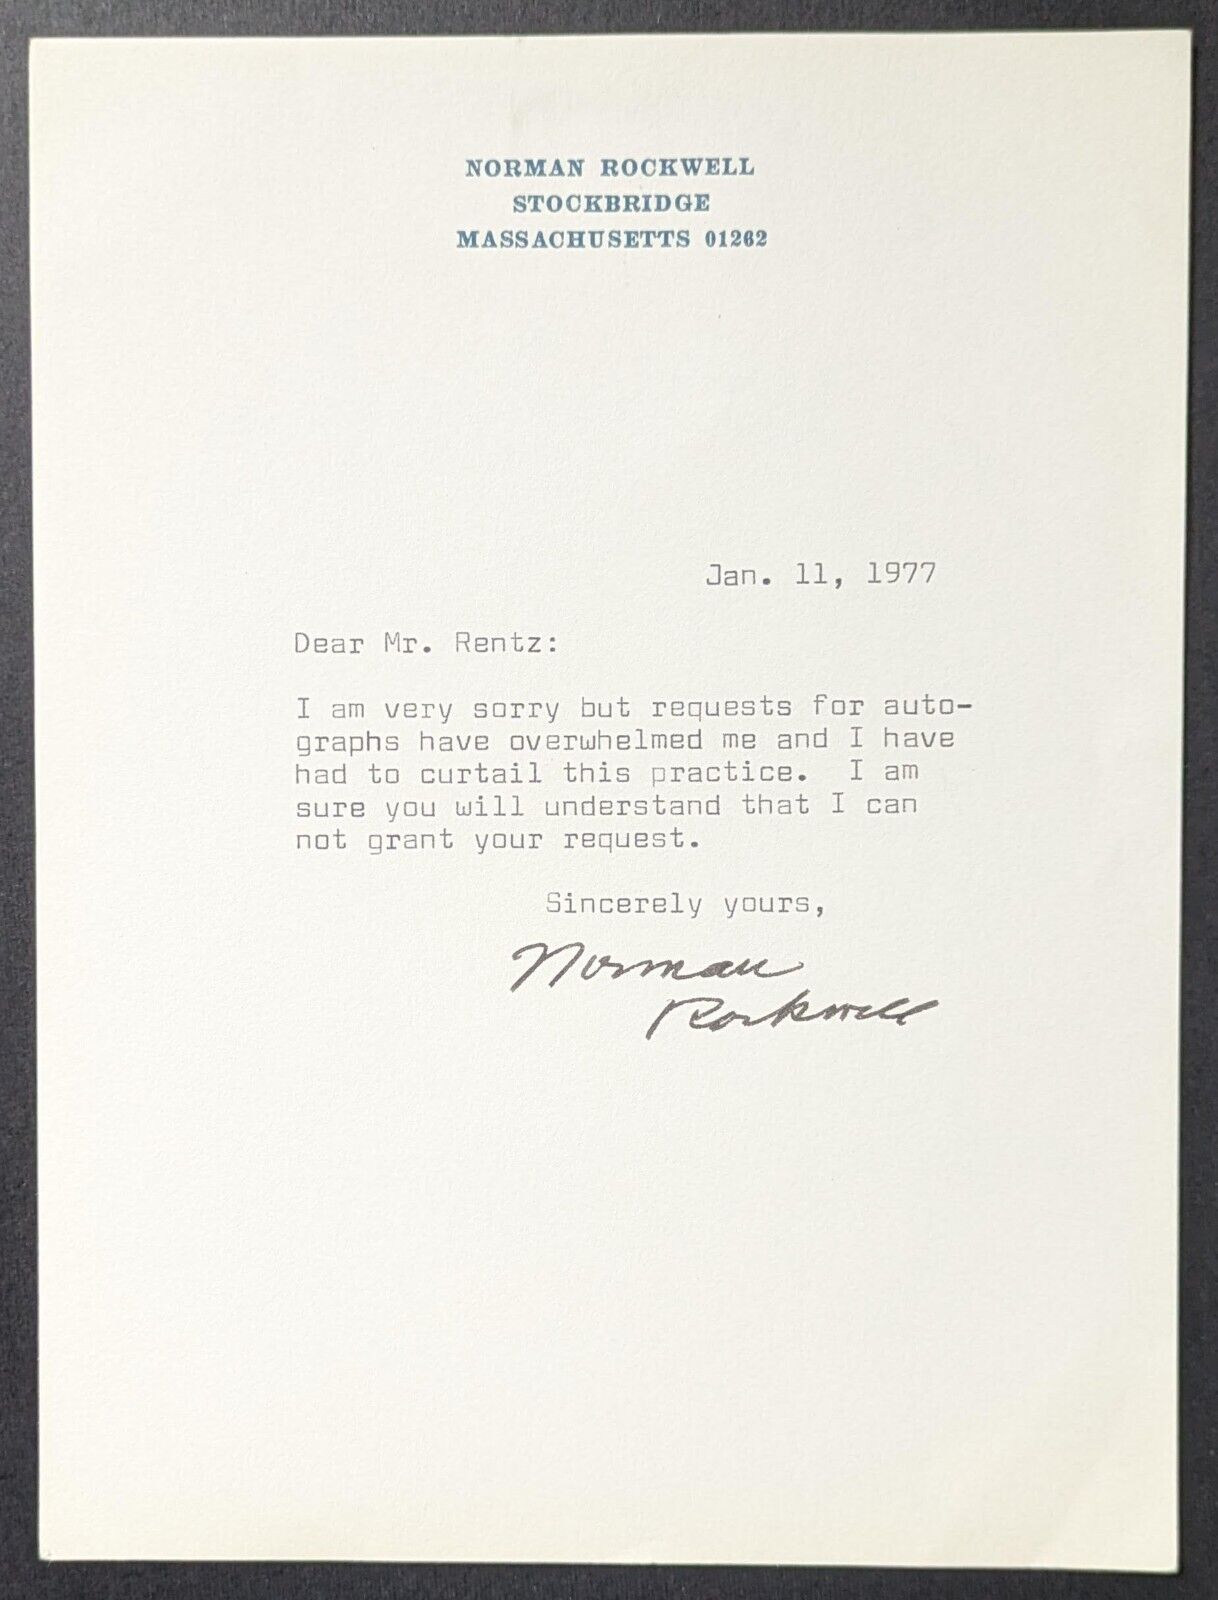 NORMAN ROCKWELL
STOCKBRIDGE
MASSACHUSETTS 01262
Jan. 11, 1977
Dear Mr. Rentz:
I am very sorry but requests for auto-
graphs have overwhelmed me and I have
had to curtail this practice.  I am
sure you will understand that I can
not grant your request.
Sincerely yours,
Norman
Rockwell